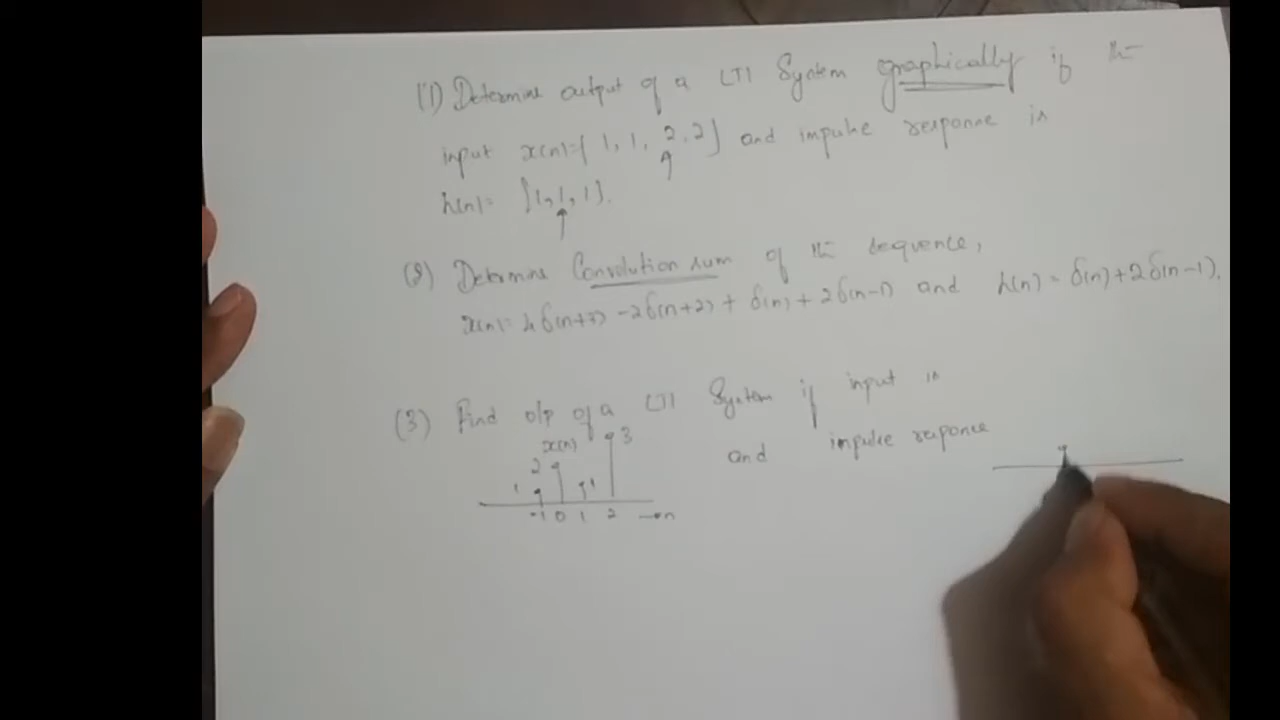 (1) Determine output of a LTI System graphically if the
input x(n)={ 1, 1, 2, 2 } and impulse response is
↑
h(n)= {1, 1, 1}.
↑
(2) Determine Convolution sum of the sequence,
x(n)= 4δ(n+3) -2δ(n+2) + δ(n) + 2δ(n-1) and h(n) = δ(n)+2δ(n-1).
(3) Find o/p of a LTI System if input is
x(n) and impulse response
3
2
1 1
-1 0 1 2 →n